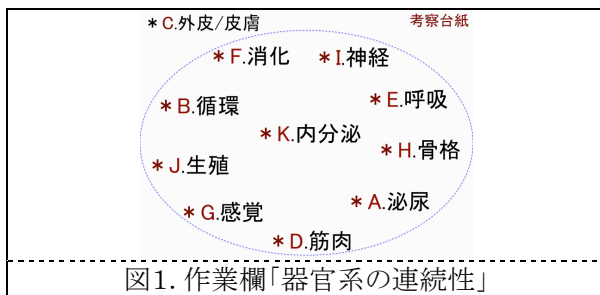 * C.外皮/皮膚
考察台紙
* F.消化
* I.神経
* B.循環
* E.呼吸
* K.内分泌
* H.骨格
* J.生殖
* A.泌尿
* G.感覚
* D.筋肉
図1.作業欄「器官系の連続性」